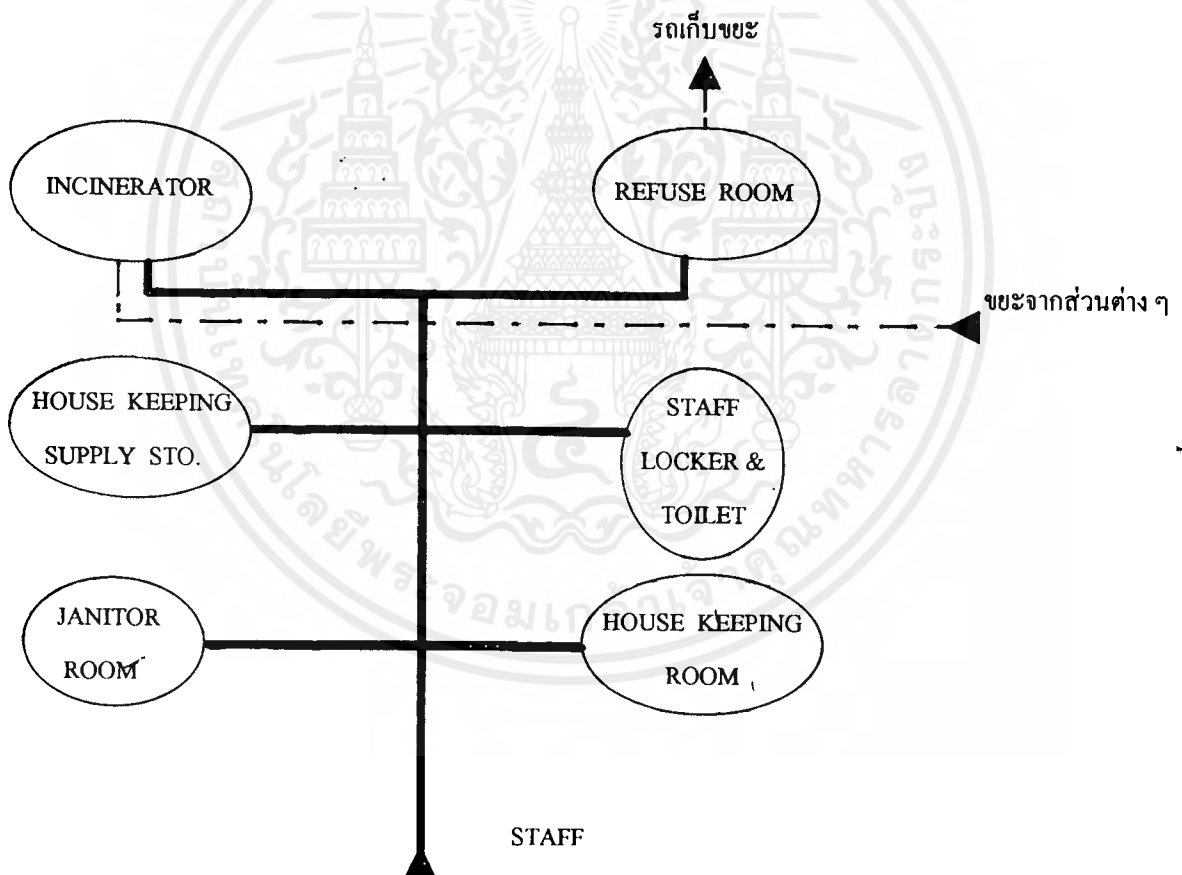 รถเก็บขยะ
INCINERATOR
REFUSE ROOM
ขยะจากส่วนต่าง ๆ
HOUSE KEEPING
SUPPLY STO.
STAFF
LOCKER &
TOILET
JANITOR
ROOM
HOUSE KEEPING
ROOM
STAFF